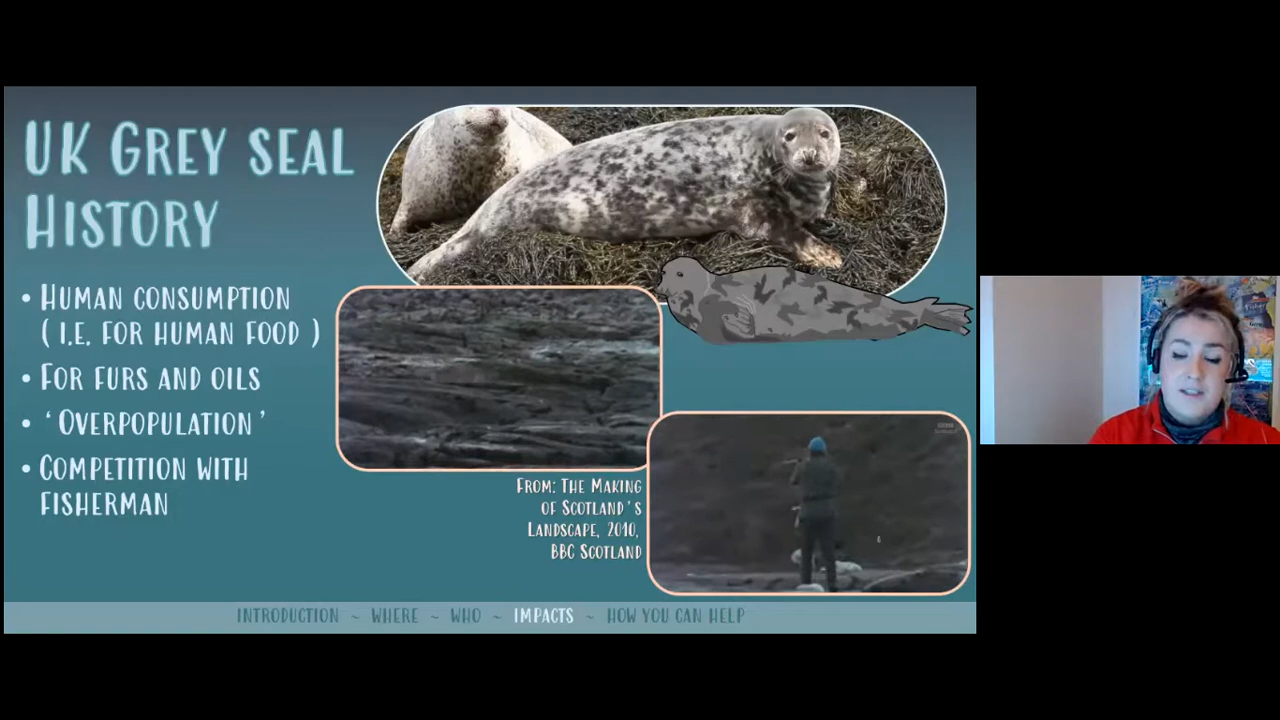 UK GREY SEAL
HISTORY
• HUMAN CONSUMPTION
( I.E. FOR HUMAN FOOD )
• FOR FURS AND OILS
• ‘OVERPOPULATION’
• COMPETITION WITH
FISHERMAN
FROM: THE MAKING
OF SCOTLAND'S
LANDSCAPE, 2010,
BBC SCOTLAND
INTRODUCTION ~ WHERE ~ WHO ~ IMPACTS ~ HOW YOU CAN HELP